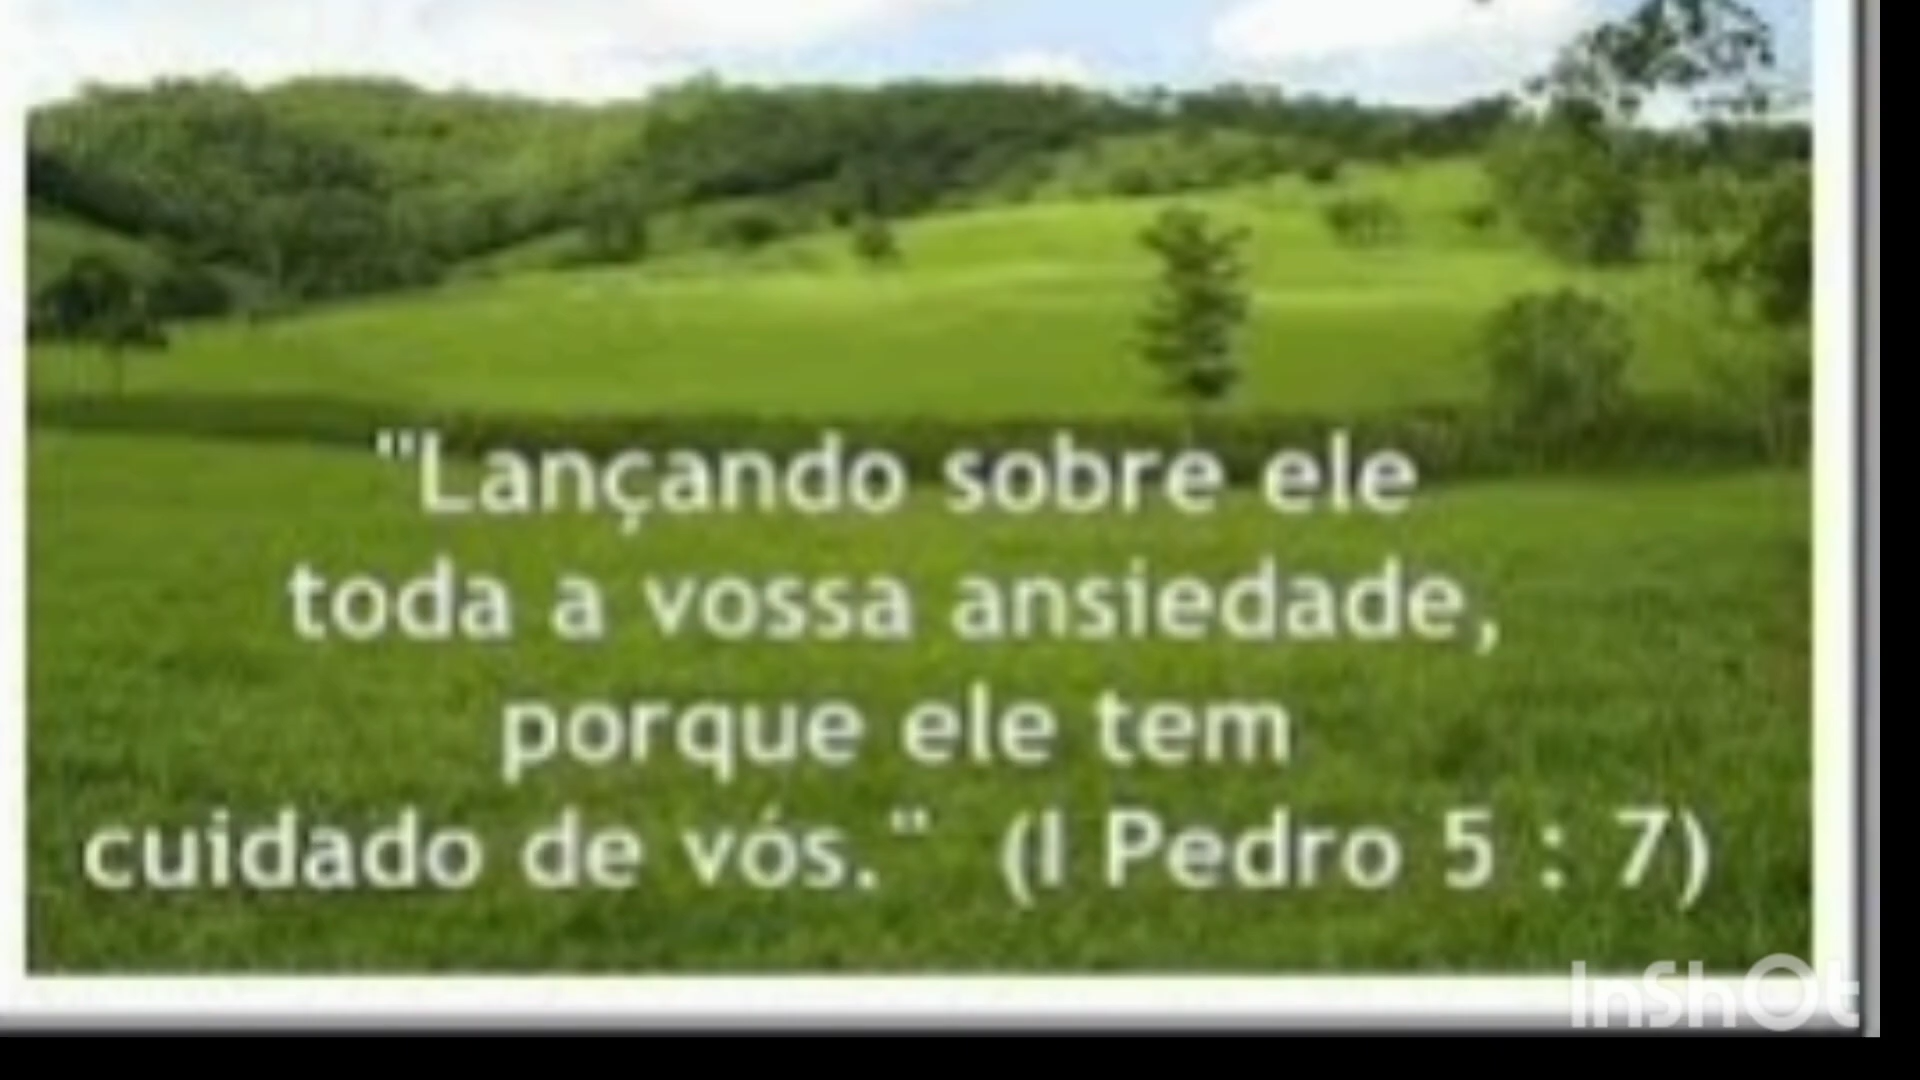 "Lançando sobre ele
toda a vossa ansiedade,
porque ele tem
cuidado de vós." (I Pedro 5 : 7)
InShOt